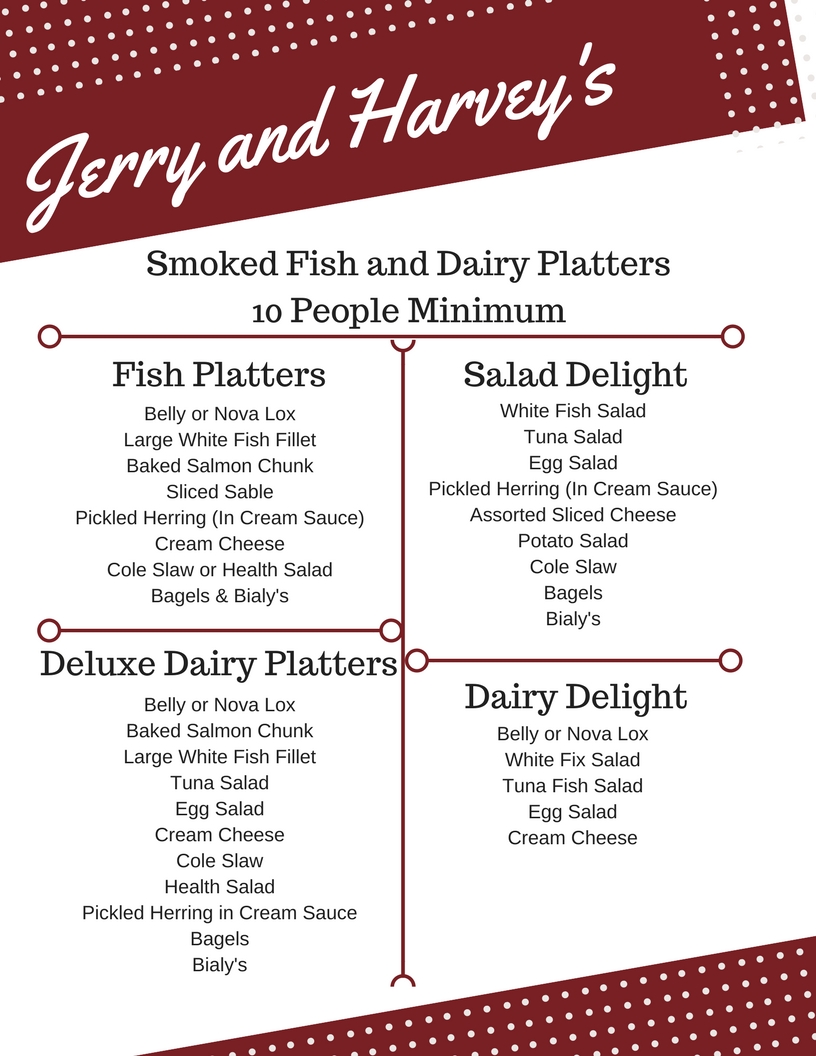 Jerry and Harvey's
Smoked Fish and Dairy Platters
10 People Minimum
Fish Platters
Belly or Nova Lox
Large White Fish Fillet
Baked Salmon Chunk
Sliced Sable
Pickled Herring (In Cream Sauce)
Cream Cheese
Cole Slaw or Health Salad
Bagels & Bialy's
Deluxe Dairy Platters
Belly or Nova Lox
Baked Salmon Chunk
Large White Fish Fillet
Tuna Salad
Egg Salad
Cream Cheese
Cole Slaw
Health Salad
Pickled Herring in Cream Sauce
Bagels
Bialy's
Salad Delight
White Fish Salad
Tuna Salad
Egg Salad
Pickled Herring (In Cream Sauce)
Assorted Sliced Cheese
Potato Salad
Cole Slaw
Bagels
Bialy's
Dairy Delight
Belly or Nova Lox
White Fix Salad
Tuna Fish Salad
Egg Salad
Cream Cheese